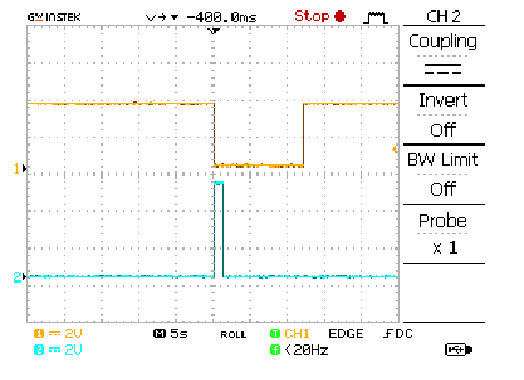 GW INSTEK -400.0ms Stop CH 2
Coupling
Invert
Off
BW Limit
Off
Probe
x 1
1
2
1 2V M 5s ROLL T CH1 EDGE DC
2 2V f <20Hz